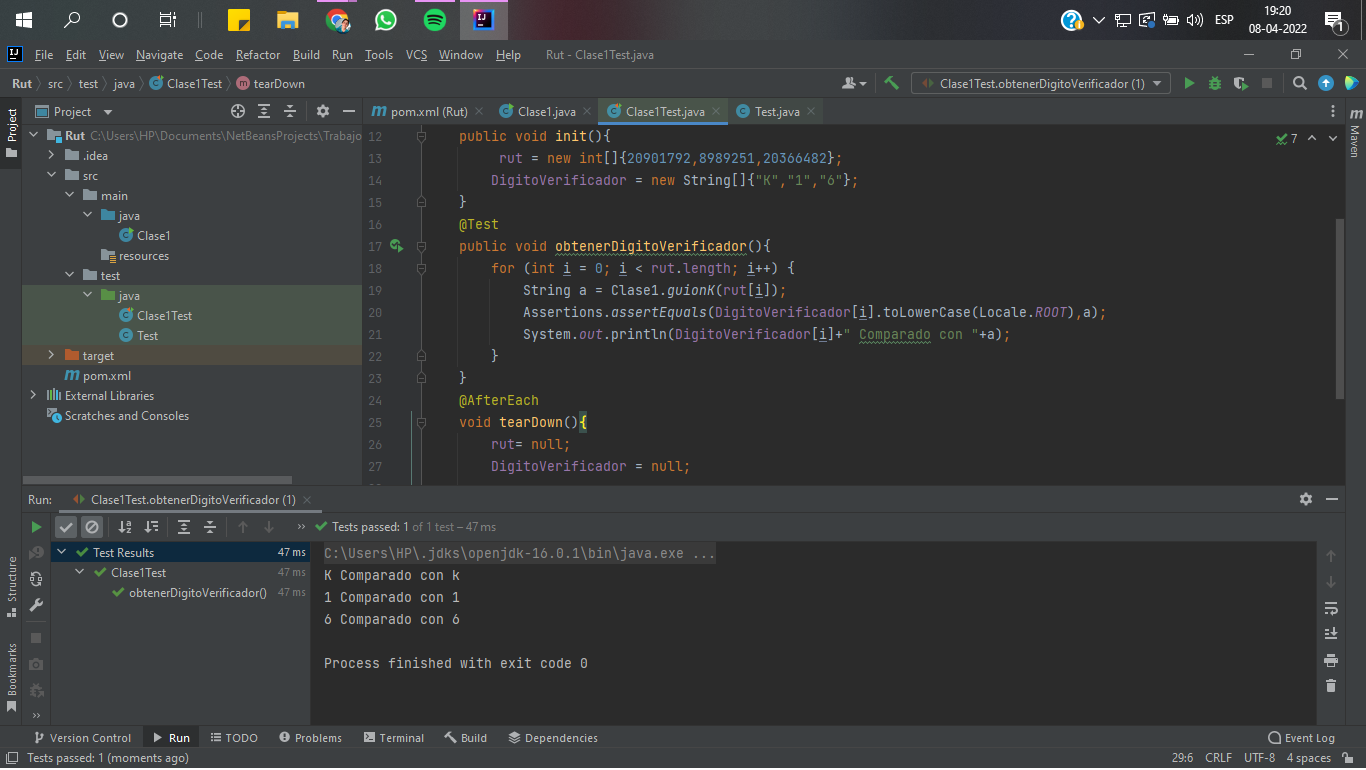 19:20
ESP
08-04-2022
1
File Edit View Navigate Code Refactor Build Run Tools VCS Window Help Rut - Clase1Test.java
Rut src test java Clase1Test tearDown
Clase1Test.obtenerDigitoVerificador (1)
Project
pom.xml (Rut) Clase1.java Clase1Test.java Test.java
Project
Maven
Rut C:\Users\HP\Documents\NetBeansProjects\Trabajo
.idea
src
main
java
Clase1
resources
test
java
Clase1Test
Test
target
pom.xml
External Libraries
Scratches and Consoles
7
12 public void init(){
13 rut = new int[]{20901792,8989251,20366482};
14 DigitoVerificador = new String[]{"K","1","6"};
15 }
16 @Test
17 public void obtenerDigitoVerificador(){
18 for (int i = 0; i < rut.length; i++) {
19 String a = Clase1.guionK(rut[i]);
20 Assertions.assertEquals(DigitoVerificador[i].toLowerCase(Locale.ROOT),a);
21 System.out.println(DigitoVerificador[i]+" Comparado con "+a);
22 }
23 }
24 @AfterEach
25 void tearDown(){
26 rut= null;
27 DigitoVerificador = null;
Run: Clase1Test.obtenerDigitoVerificador (1)
Tests passed: 1 of 1 test – 47 ms
Test Results 47 ms
Clase1Test 47 ms
obtenerDigitoVerificador() 47 ms
C:\Users\HP\.jdks\openjdk-16.0.1\bin\java.exe ...
K Comparado con k
1 Comparado con 1
6 Comparado con 6
Process finished with exit code 0
Structure
Bookmarks
Version Control Run TODO Problems Terminal Build Dependencies Event Log
Tests passed: 1 (moments ago) 29:6 CRLF UTF-8 4 spaces